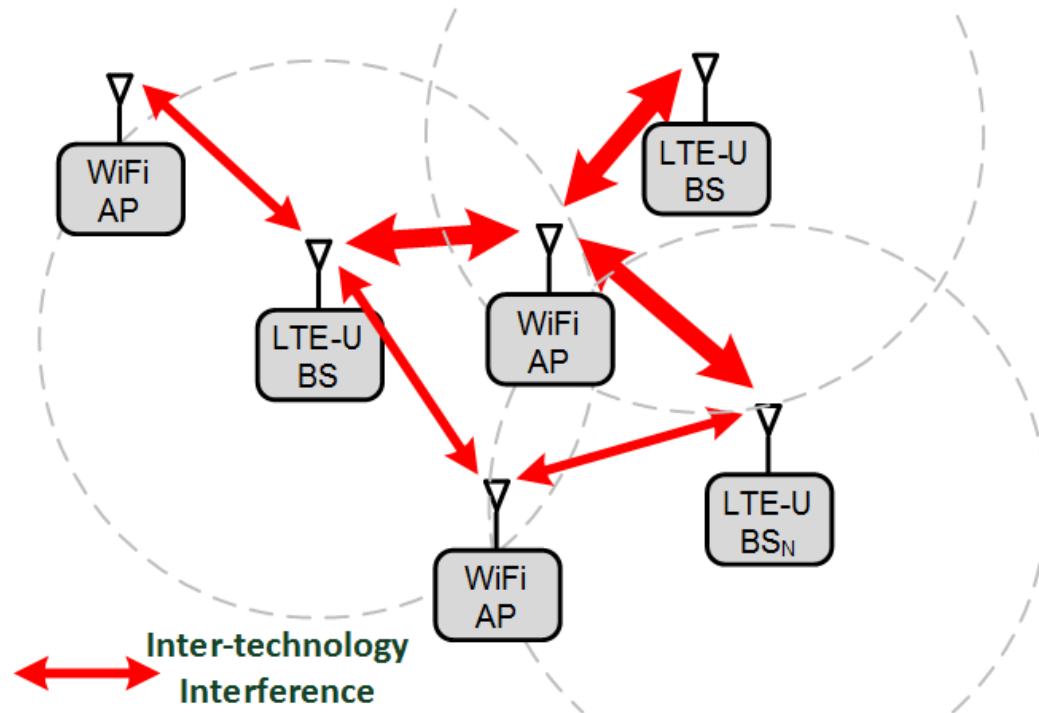 WiFi
AP
LTE-U
BS
LTE-U
BS
WiFi
AP
LTE-U
BSN
WiFi
AP
Inter-technology
Interference